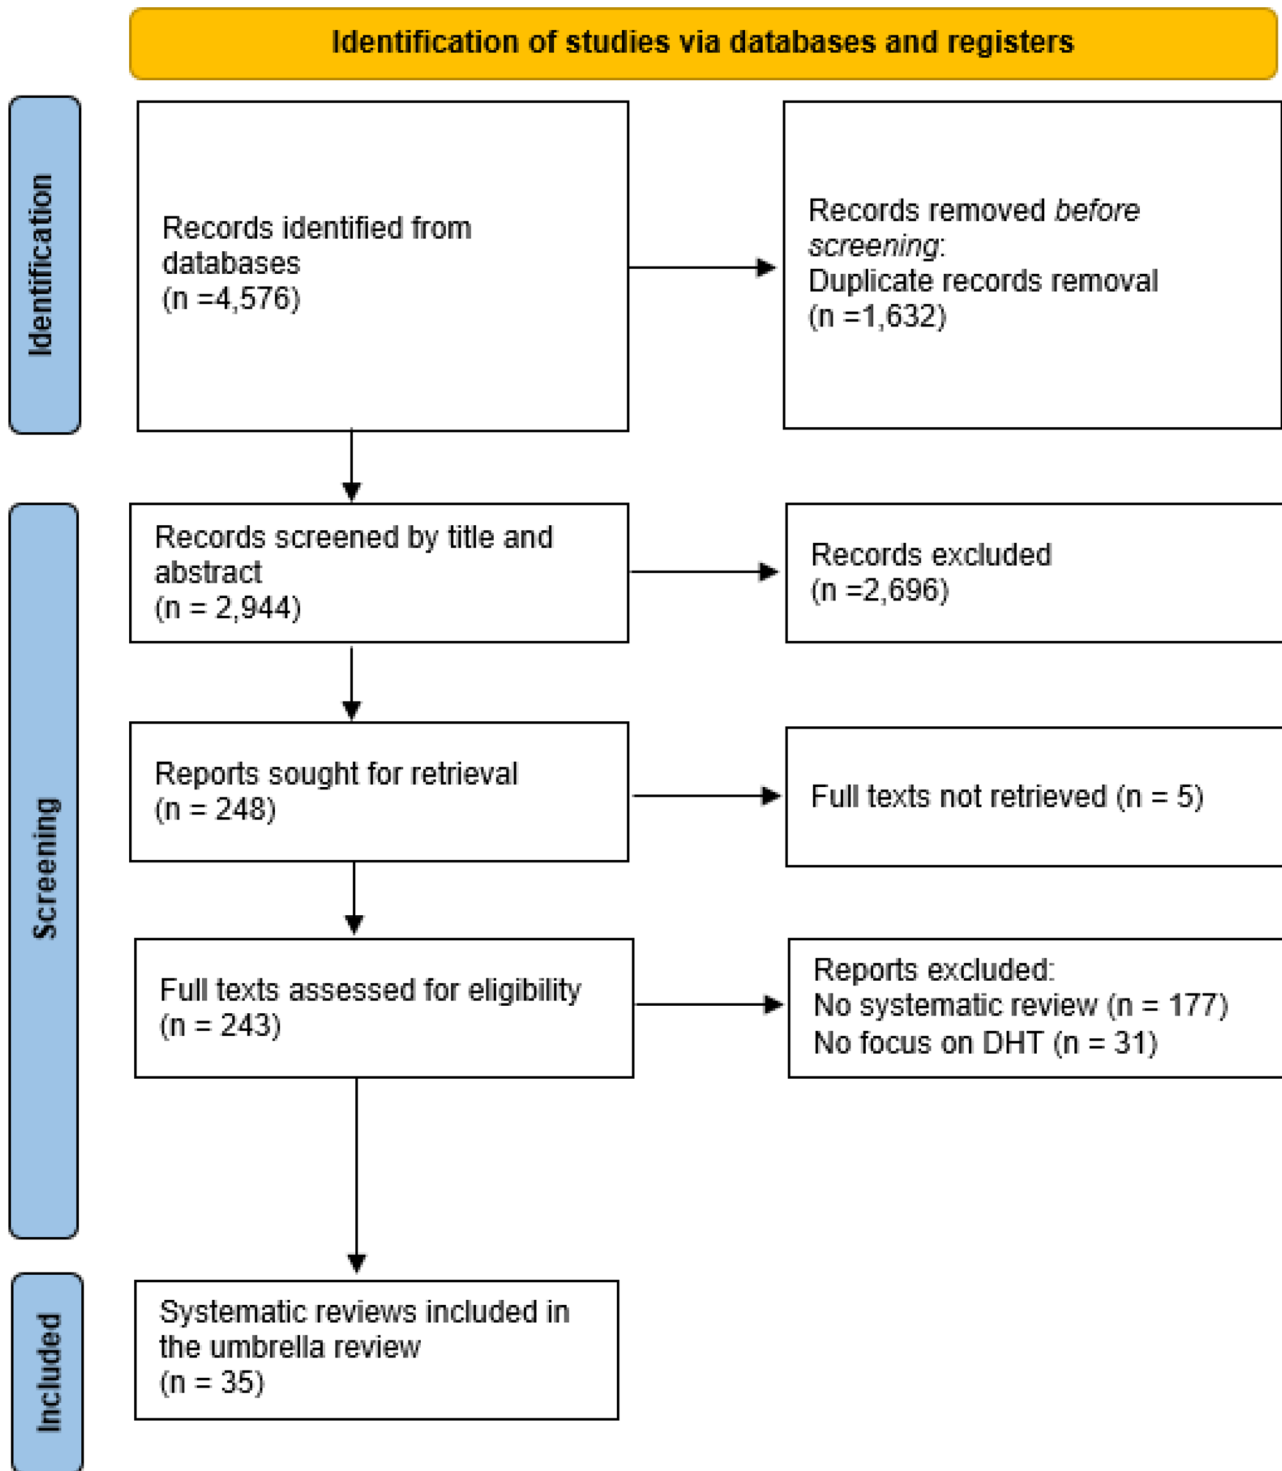 Identification of studies via databases and registers
Identification
Records identified from
databases
(n =4,576)
Records removed before
screening:
Duplicate records removal
(n =1,632)
Screening
Records screened by title and
abstract
(n = 2,944)
Records excluded
(n =2,696)
Reports sought for retrieval
(n = 248)
Full texts not retrieved (n = 5)
Full texts assessed for eligibility
(n = 243)
Reports excluded:
No systematic review (n = 177)
No focus on DHT (n = 31)
Included
Systematic reviews included in
the umbrella review
(n = 35)